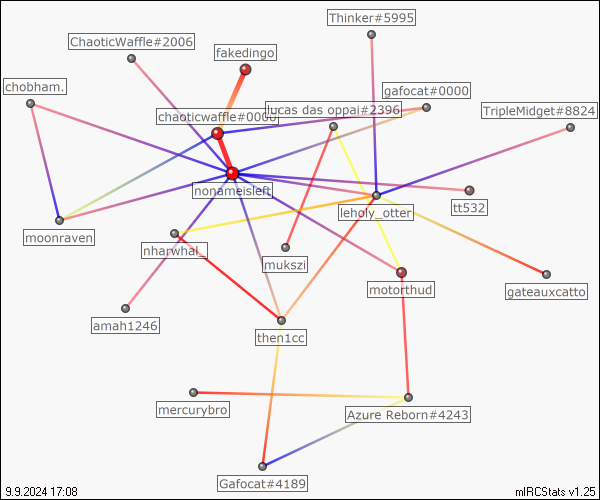 Thinker#5995
ChaoticWaffle#2006
fakedingo
chobham.
gafocat#0000
lucas das oppai#2396
TripleMidget#8824
chaoticwaffle#0000
nonameisleft
tt532
leholy_otter
moonraven
nharwhal_
mukszi
motorthud
gateauxcatto
amah1246
then1cc
mercurybro
Azure Reborn#4243
Gafocat#4189
9.9.2024 17:08
mIRCStats v1.25